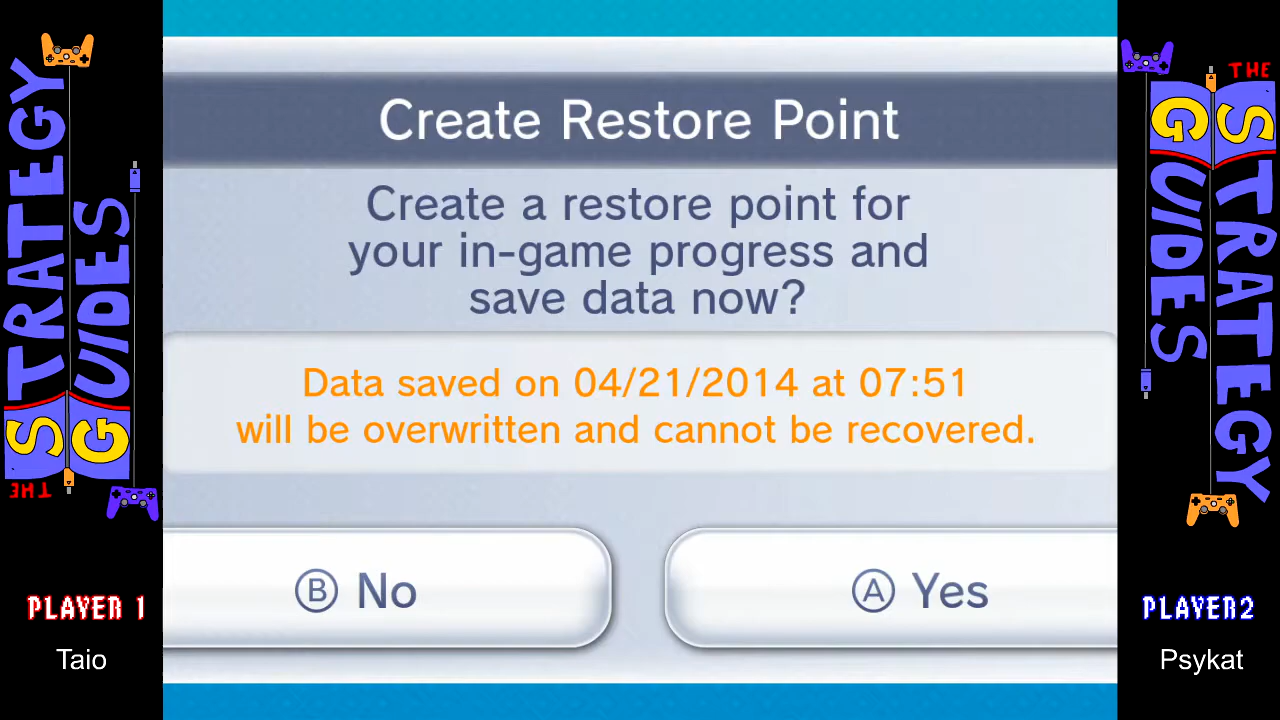 THE
STRATEGY
GUIDES
PLAYER 1
Taio
Create Restore Point
Create a restore point for
your in-game progress and
save data now?
Data saved on 04/21/2014 at 07:51
will be overwritten and cannot be recovered.
Ⓑ No
Ⓐ Yes
THE
STRATEGY
GUIDES
PLAYER2
Psykat